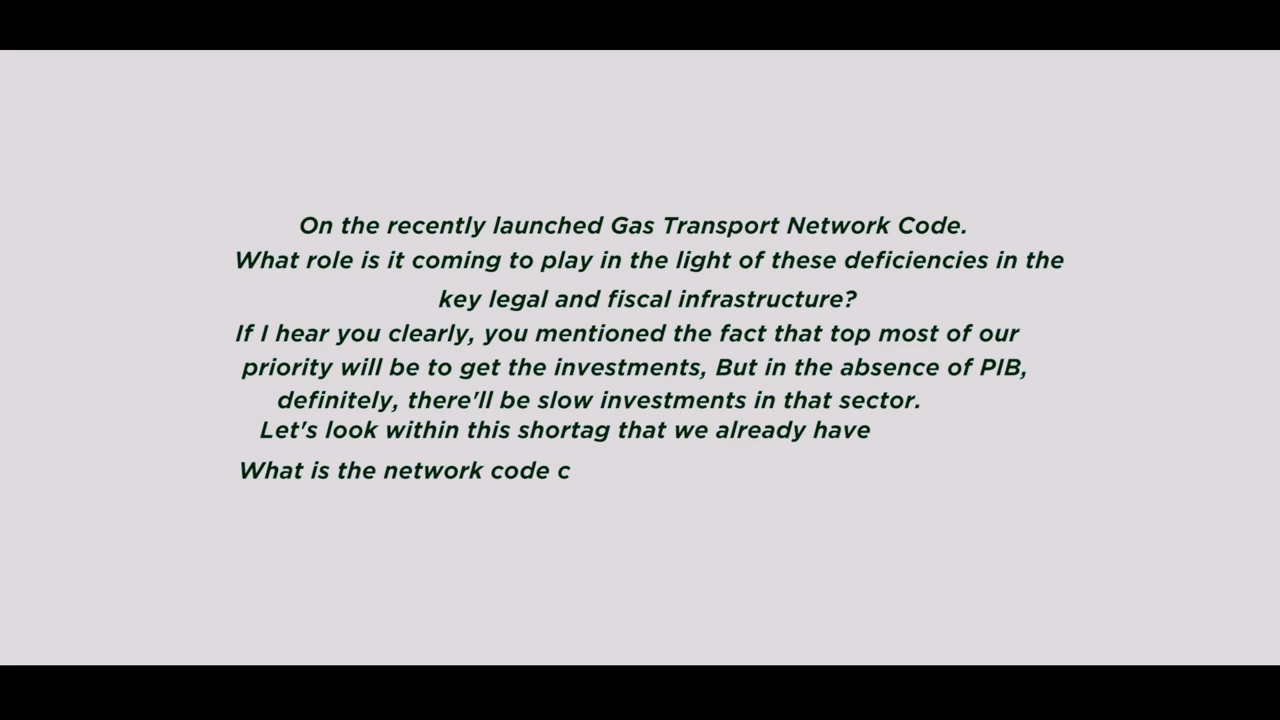 On the recently launched Gas Transport Network Code.
What role is it coming to play in the light of these deficiencies in the
key legal and fiscal infrastructure?
If I hear you clearly, you mentioned the fact that top most of our
priority will be to get the investments, But in the absence of PIB,
definitely, there'll be slow investments in that sector.
Let's look within this shortag that we already have
What is the network code c